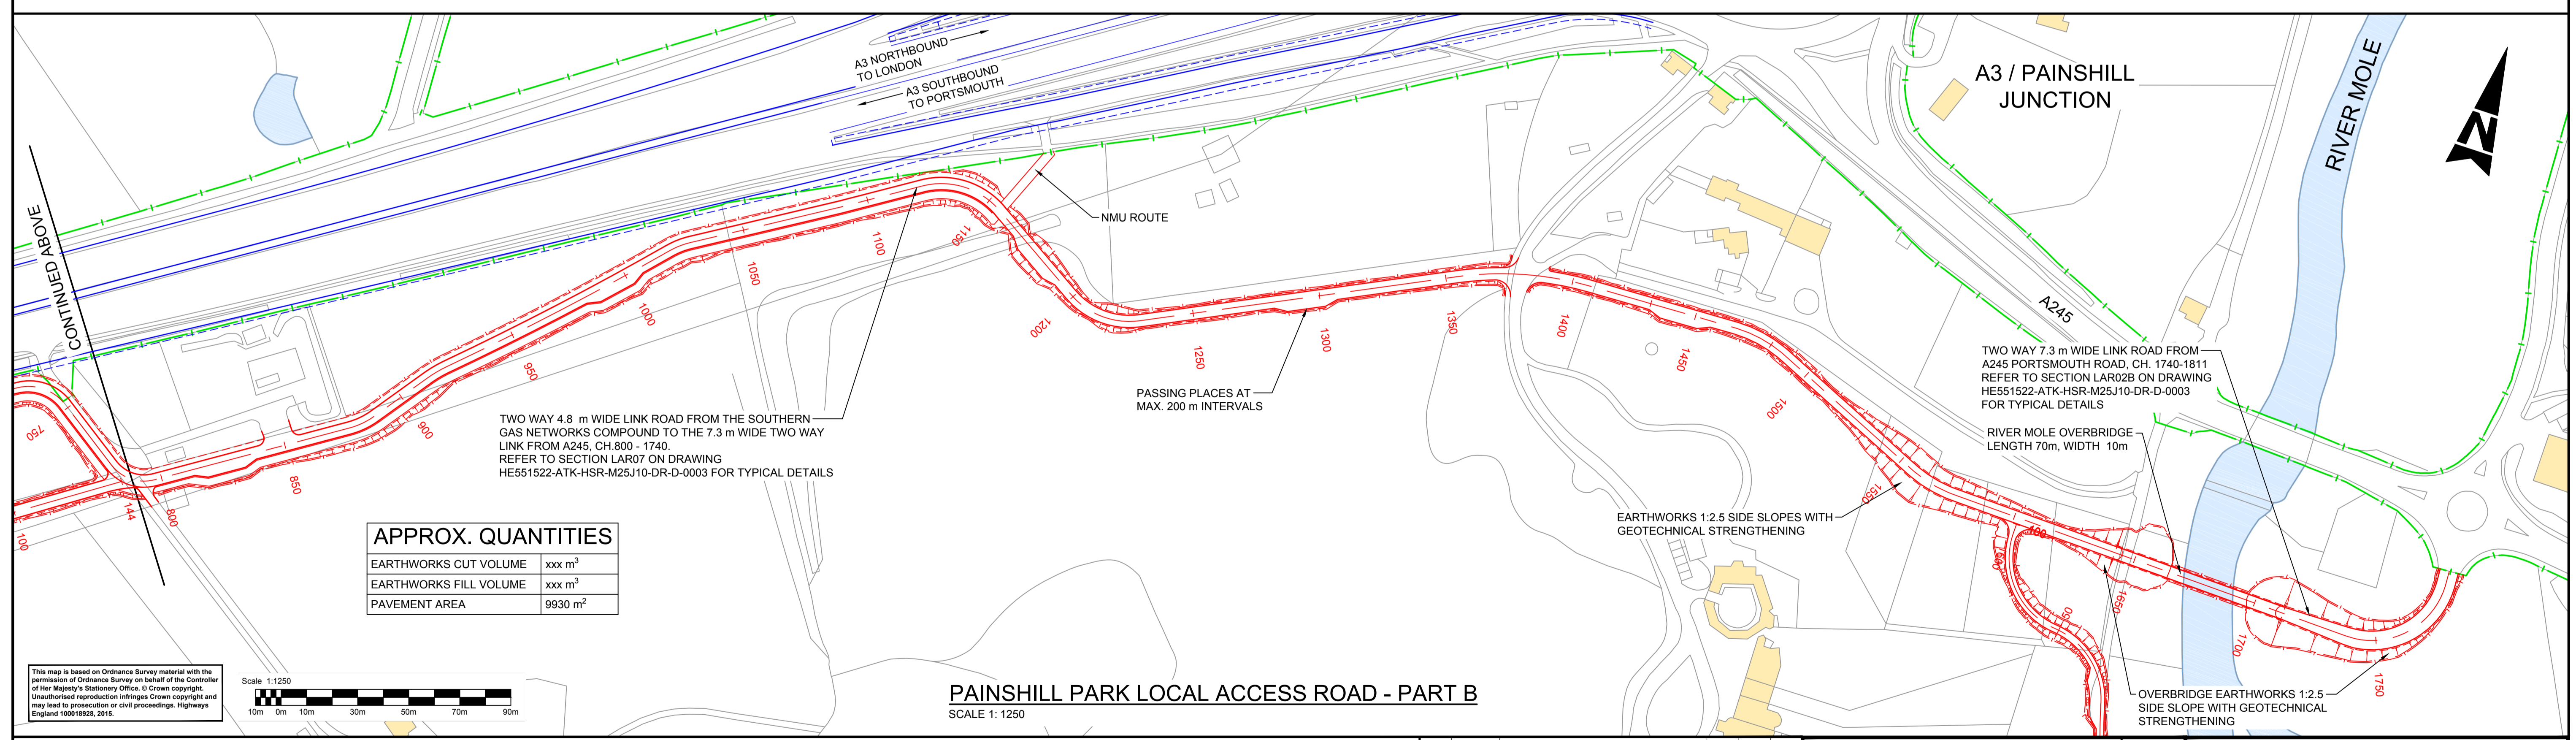 A3 NORTHBOUND
TO LONDON
A3 SOUTHBOUND
TO PORTSMOUTH
A3 / PAINSHILL
JUNCTION
RIVER MOLE
N
CONTINUED ABOVE
NMU ROUTE
A245
750
100
144
800
850
900
950
1000
1050
1100
1150
1200
1250
1300
1350
1400
1450
1500
1550
100
100
50
1650
1700
1750
PASSING PLACES AT
MAX. 200 m INTERVALS
TWO WAY 4.8 m WIDE LINK ROAD FROM THE SOUTHERN
GAS NETWORKS COMPOUND TO THE 7.3 m WIDE TWO WAY
LINK FROM A245, CH.800 - 1740.
REFER TO SECTION LAR07 ON DRAWING
HE551522-ATK-HSR-M25J10-DR-D-0003 FOR TYPICAL DETAILS
TWO WAY 7.3 m WIDE LINK ROAD FROM
A245 PORTSMOUTH ROAD, CH. 1740-1811
REFER TO SECTION LAR02B ON DRAWING
HE551522-ATK-HSR-M25J10-DR-D-0003
FOR TYPICAL DETAILS
RIVER MOLE OVERBRIDGE
LENGTH 70m, WIDTH 10m
EARTHWORKS 1:2.5 SIDE SLOPES WITH
GEOTECHNICAL STRENGTHENING
OVERBRIDGE EARTHWORKS 1:2.5
SIDE SLOPE WITH GEOTECHNICAL
STRENGTHENING
APPROX. QUANTITIES
EARTHWORKS CUT VOLUME xxx m³
EARTHWORKS FILL VOLUME xxx m³
PAVEMENT AREA 9930 m²
This map is based on Ordnance Survey material with the
permission of Ordnance Survey on behalf of the Controller
of Her Majesty's Stationery Office. © Crown copyright.
Unauthorised reproduction infringes Crown copyright and
may lead to prosecution or civil proceedings. Highways
England 100018928, 2015.
Scale 1:1250
10m 0m 10m 30m 50m 70m 90m
PAINSHILL PARK LOCAL ACCESS ROAD - PART B
SCALE 1: 1250